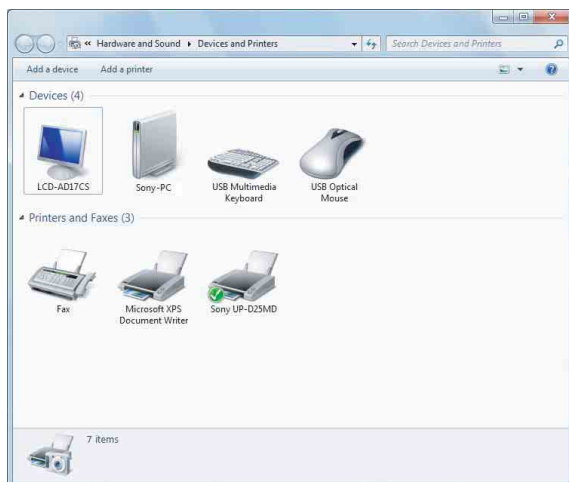 « Hardware and Sound ▸ Devices and Printers
Search Devices and Printers
Add a device Add a printer
Devices (4)
LCD-AD17CS
Sony-PC
USB Multimedia
Keyboard
USB Optical
Mouse
Printers and Faxes (3)
Fax
Microsoft XPS
Document Writer
Sony UP-D25MD
7 items